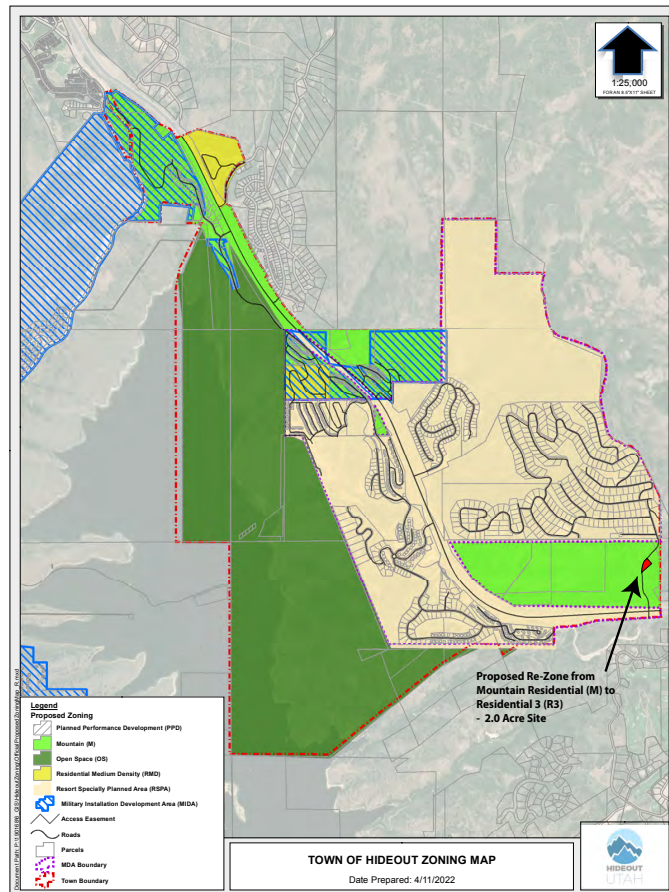 1:25,000
FOR AN 8.5"X11" SHEET
Proposed Re-Zone from
Mountain Residential (M) to
Residential 3 (R3)
- 2.0 Acre Site
Legend
Proposed Zoning
Planned Performance Development (PPD)
Mountain (M)
Open Space (OS)
Residential Medium Density (RMD)
Resort Specially Planned Area (RSPA)
Military Installation Development Area (MIDA)
Access Easement
Roads
Parcels
MDA Boundary
Town Boundary
TOWN OF HIDEOUT ZONING MAP
Date Prepared: 4/11/2022
HIDEOUT
UTAH